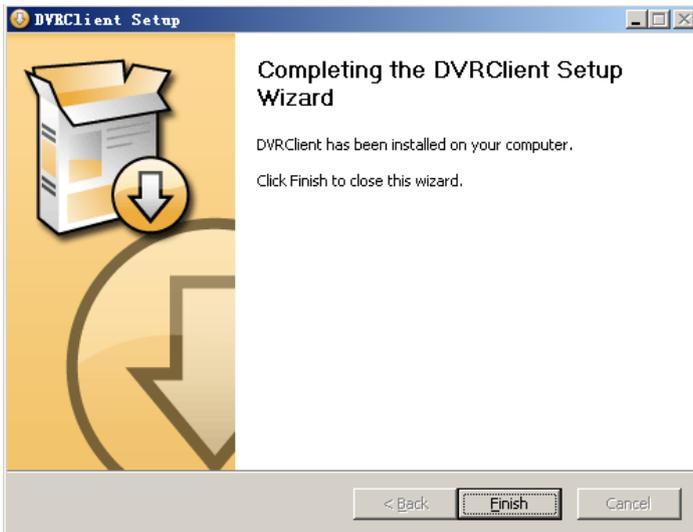 DVRClient Setup
Completing the DVRClient Setup
Wizard
DVRClient has been installed on your computer.
Click Finish to close this wizard.
< Back
Finish
Cancel